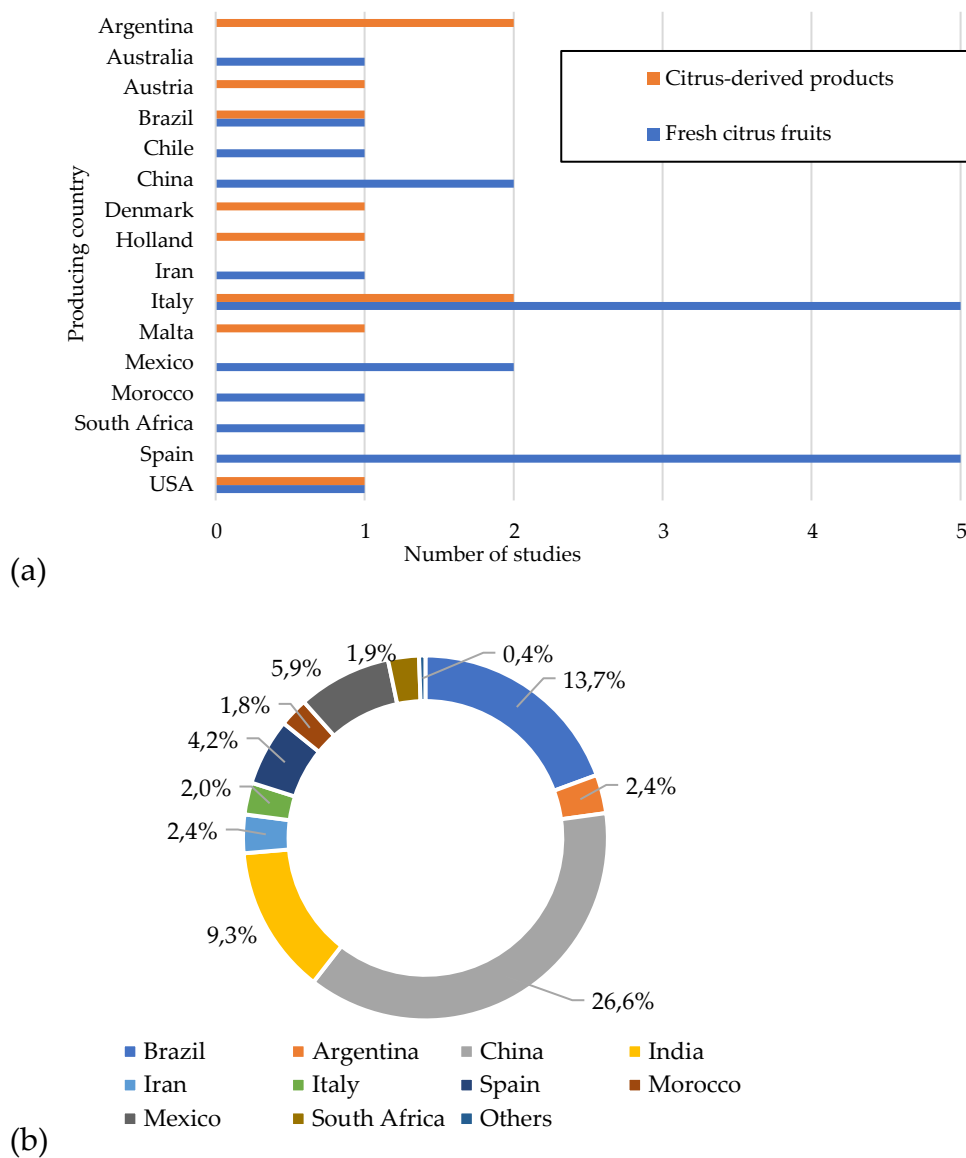 Argentina
Australia
Austria
Brazil
Chile
China
Denmark
Holland
Iran
Italy
Malta
Mexico
Morocco
South Africa
Spain
USA
Producing country
Citrus-derived products
Fresh citrus fruits
0 1 2 3 4 5
Number of studies
(a)
0,4%
1,9%
5,9%
13,7%
1,8%
4,2%
2,0%
2,4%
2,4%
9,3%
26,6%
Brazil Argentina China India
Iran Italy Spain Morocco
Mexico South Africa Others
(b)